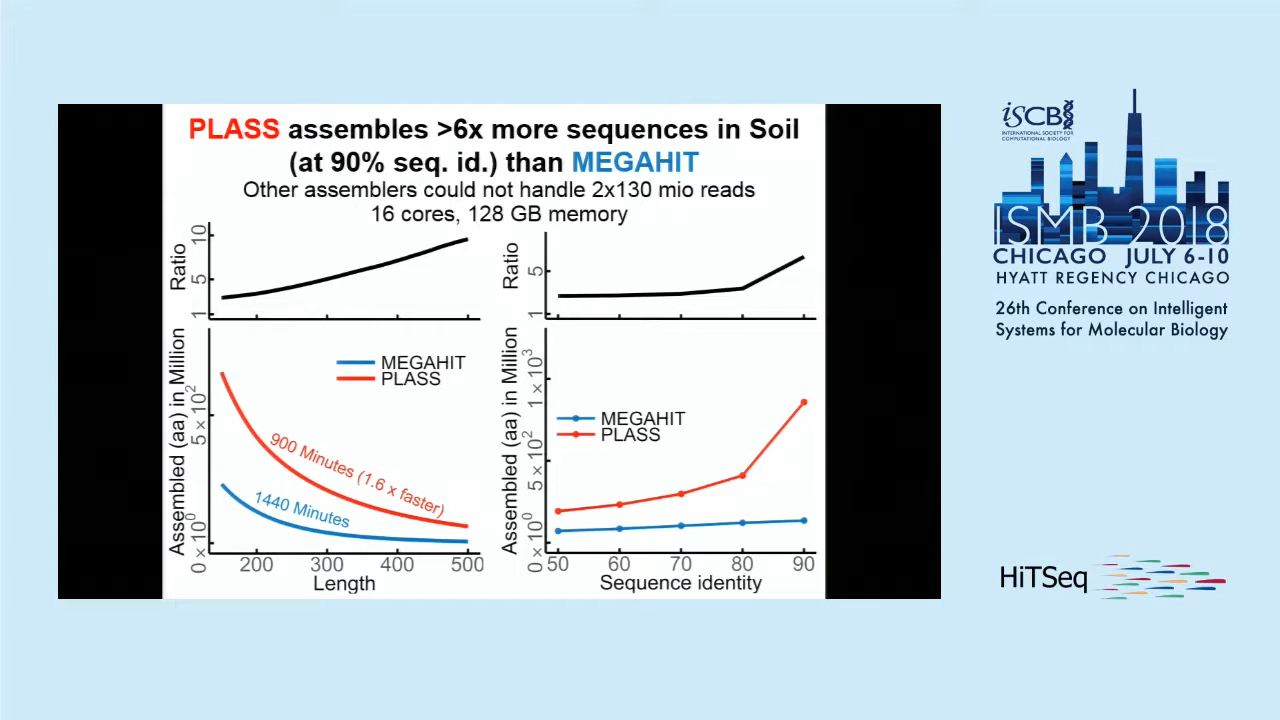 PLASS assembles >6x more sequences in Soil
(at 90% seq. id.) than MEGAHIT
Other assemblers could not handle 2x130 mio reads
16 cores, 128 GB memory
Ratio
10
5
1
Assembled (aa) in Million
5 × 10²
0 × 10⁰
MEGAHIT
PLASS
900 Minutes (1.6 x faster)
1440 Minutes
200 300 400 500
Length
Ratio
5
1
Assembled (aa) in Million
1 × 10³
5 × 10²
0 × 10⁰
MEGAHIT
PLASS
50 60 70 80 90
Sequence identity
iSCB
INTERNATIONAL SOCIETY FOR
COMPUTATIONAL BIOLOGY
ISMB 2018
CHICAGO JULY 6-10
HYATT REGENCY CHICAGO
26th Conference on Intelligent
Systems for Molecular Biology
HiTSeq